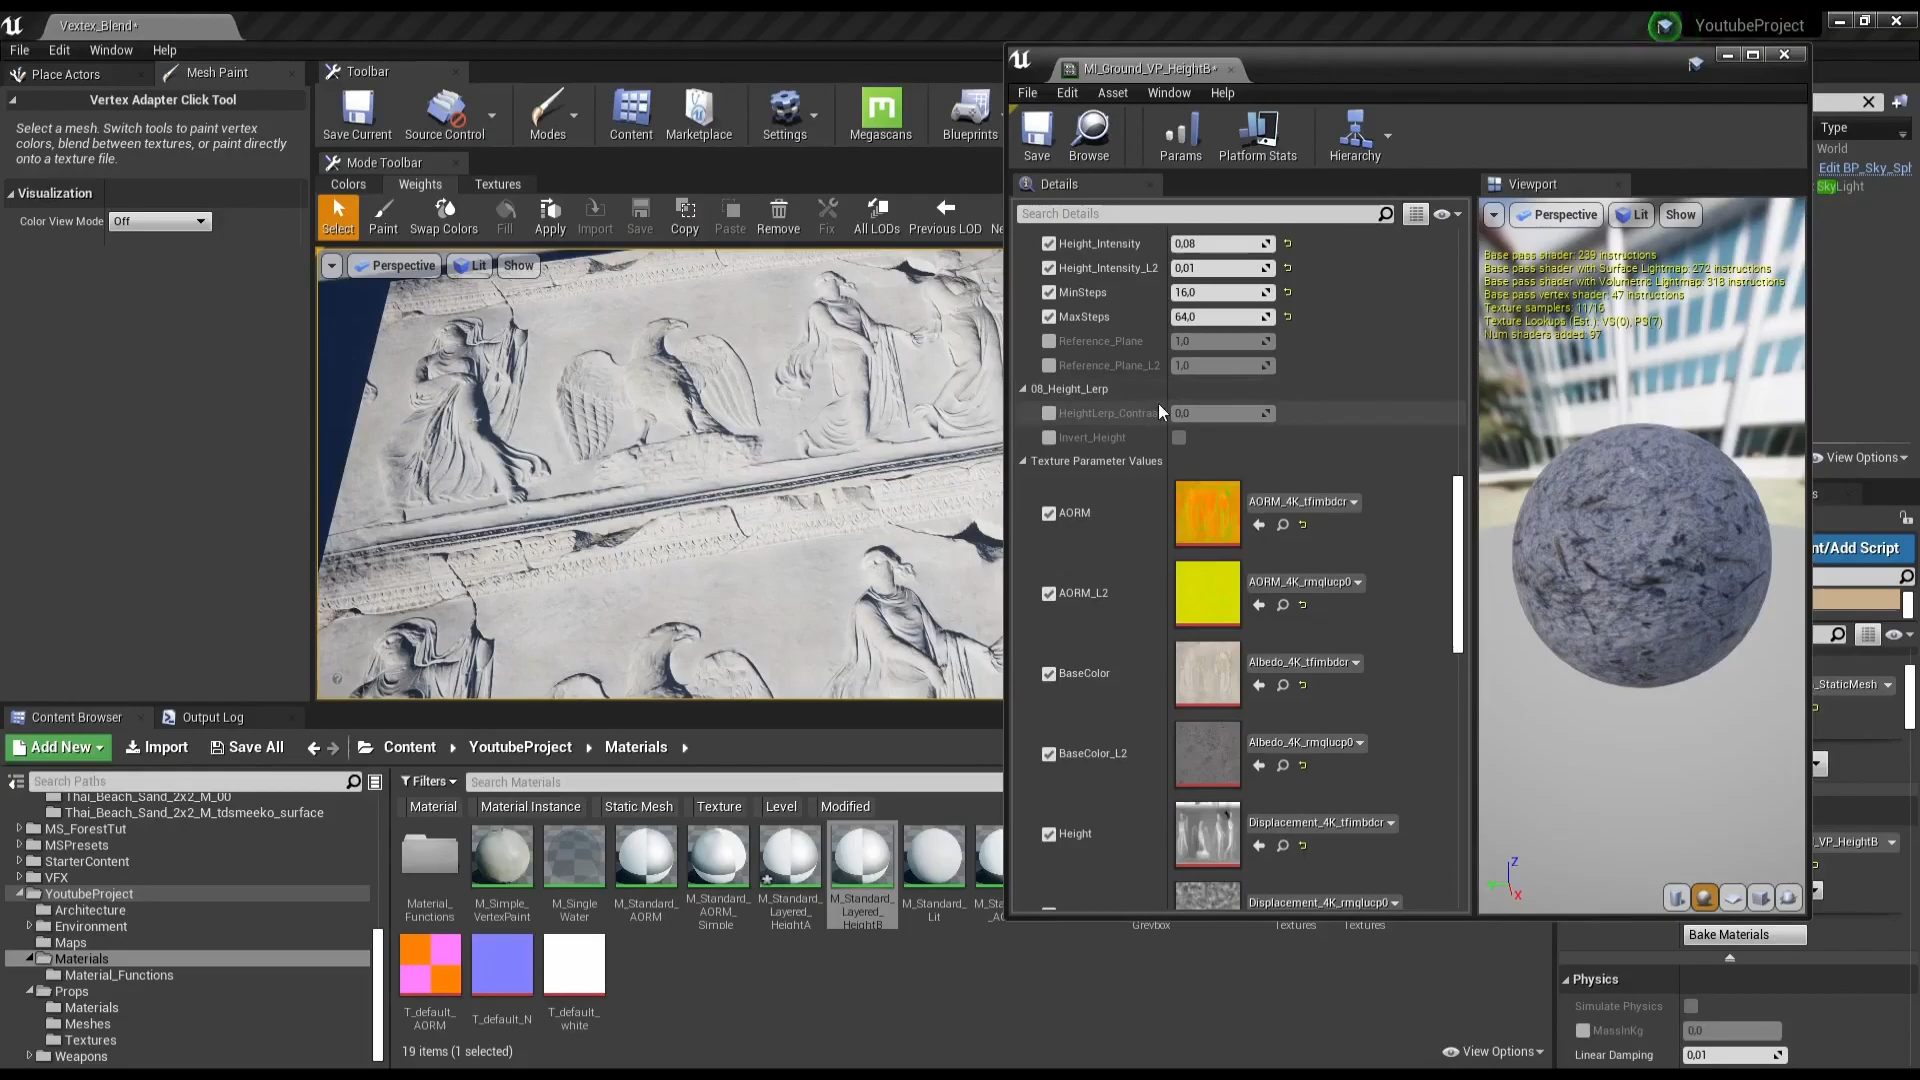 Vextex_Blend*
YoutubeProject
File Edit Window Help
Place Actors
Mesh Paint
Vertex Adapter Click Tool
Select a mesh. Switch tools to paint vertex
colors, blend between textures, or paint directly
onto a texture file.
Visualization
Color View Mode Off
Toolbar
Save Current Source Control Modes Content Marketplace Settings Megascans Blueprints
Mode Toolbar
Colors Weights Textures
Select Paint Swap Colors Fill Apply Import Save Copy Paste Remove Fix All LODs Previous LOD
Perspective Lit Show
MI_Ground_VP_HeightB*
File Edit Asset Window Help
Save Browse Params Platform Stats Hierarchy
Details
Search Details
Height_Intensity 0,08
Height_Intensity_L2 0,01
MinSteps 16,0
MaxSteps 64,0
Reference_Plane 1,0
Reference_Plane_L2 1,0
08_Height_Lerp
HeightLerp_Contras 0,0
Invert_Height
Texture Parameter Values
AORM AORM_4K_tfimbdcr
AORM_L2 AORM_4K_rmqlucp0
BaseColor Albedo_4K_tfimbdcr
BaseColor_L2 Albedo_4K_rmqlucp0
Height Displacement_4K_tfimbdcr
Displacement_4K_rmqlucp0
Viewport
Perspective Lit Show
Base pass shader: 239 instructions
Base pass shader with Surface Lightmap: 272 instructions
Base pass shader with Volumetric Lightmap: 318 instructions
Base pass vertex shader: 47 instructions
Texture samplers: 11/16
Texture Lookups (Est.): VS(0), PS(7)
Num shaders added: 97
Z
X
Type
World
Edit BP_Sky_Sph
SkyLight
View Options
nt/Add Script
_StaticMesh
_VP_HeightB
Bake Materials
Physics
Simulate Physics
MassInKg 0,0
Linear Damping 0,01
Content Browser
Output Log
Add New Import Save All Content YoutubeProject Materials
Search Paths
Thai_Beach_Sand_2x2_M_00
Thai_Beach_Sand_2x2_M_tdsmeeko_surface
MS_ForestTut
MSPresets
StarterContent
VFX
YoutubeProject
Architecture
Environment
Maps
Materials
Material_Functions
Props
Materials
Meshes
Textures
Weapons
Filters Search Materials
Material Material Instance Static Mesh Texture Level Modified
Material_
Functions
M_Simple_
VertexPaint
M_Single
Water
M_Standard_
AORM
M_Standard_
AORM_
Simple
M_Standard_
Layered_
HeightA
M_Standard_
Layered_
HeightB
M_Standard_
Lit
Greybox
Textures
Textures
T_default_
AORM
T_default_N
T_default_
white
19 items (1 selected)
View Options